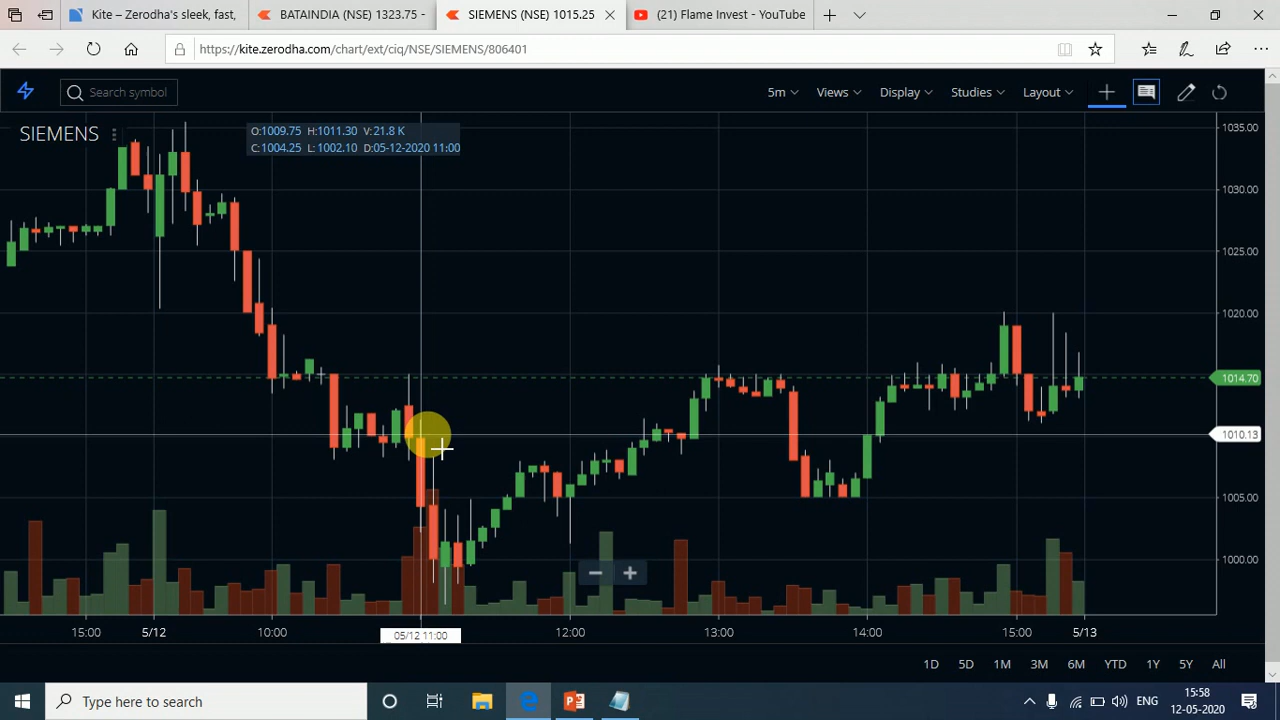 Kite – Zerodha's sleek, fast,
BATAINDIA (NSE) 1323.75 -
SIEMENS (NSE) 1015.25
(21) Flame Invest - YouTube
https://kite.zerodha.com/chart/ext/ciq/NSE/SIEMENS/806401
Search symbol
5m
Views
Display
Studies
Layout
SIEMENS
O:1009.75 H:1011.30 V:21.8 K
C:1004.25 L:1002.10 D:05-12-2020 11:00
1035.00
1030.00
1025.00
1020.00
1014.70
1010.13
1005.00
1000.00
15:00
5/12
10:00
05/12 11:00
12:00
13:00
14:00
15:00
5/13
1D
5D
1M
3M
6M
YTD
1Y
5Y
All
Type here to search
ENG
15:58
12-05-2020